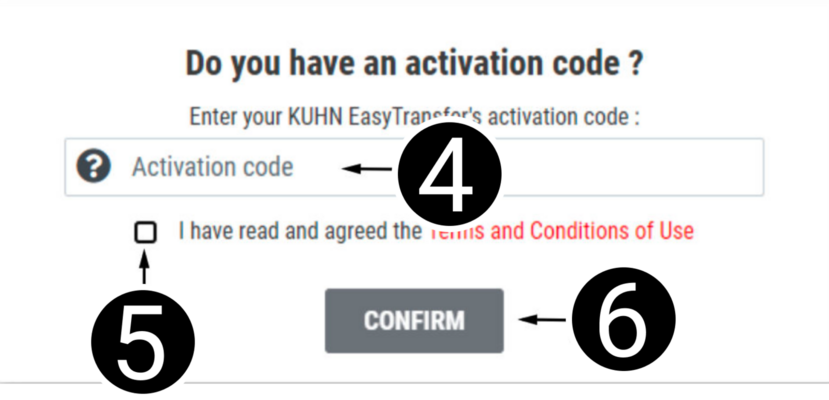 Do you have an activation code ?
Enter your KUHN EasyTransfer's activation code :
? Activation code
4
I have read and agreed the Terms and Conditions of Use
5
CONFIRM
6